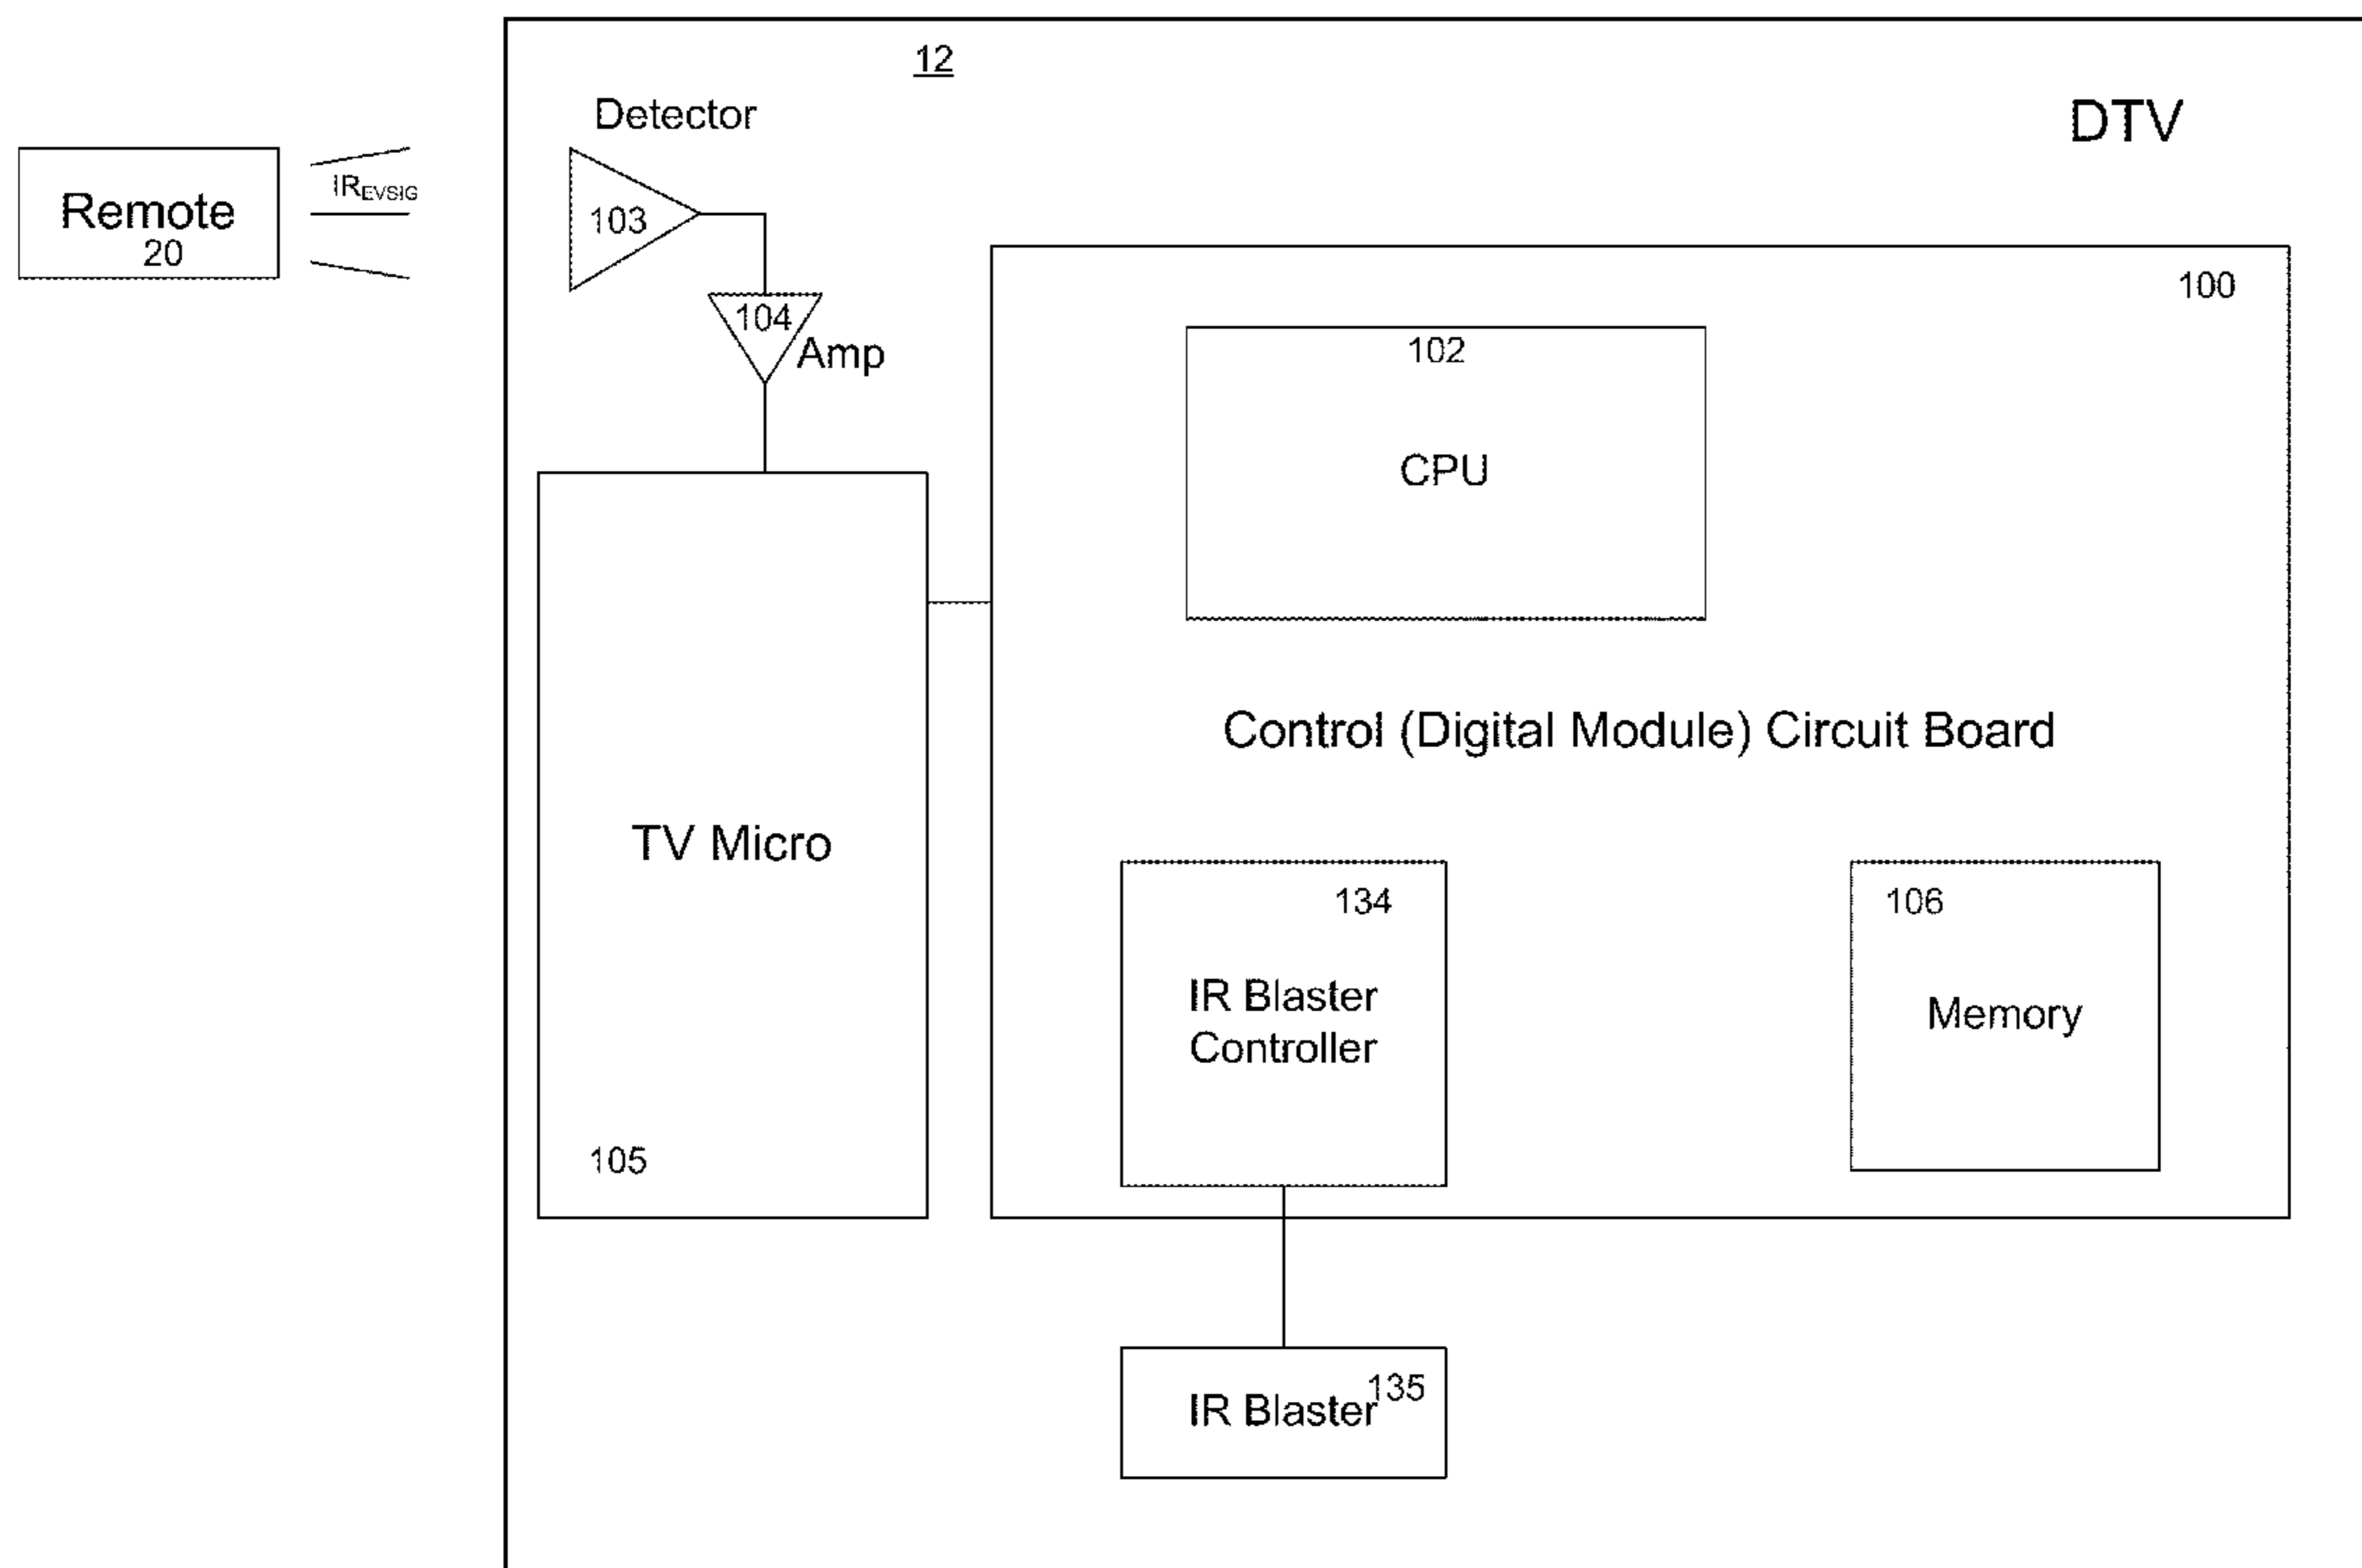 12
Detector
DTV
Remote
20
IREVSIG
103
104
Amp
100
102
CPU
Control (Digital Module) Circuit Board
TV Micro
105
134
IR Blaster
Controller
106
Memory
IR Blaster
135